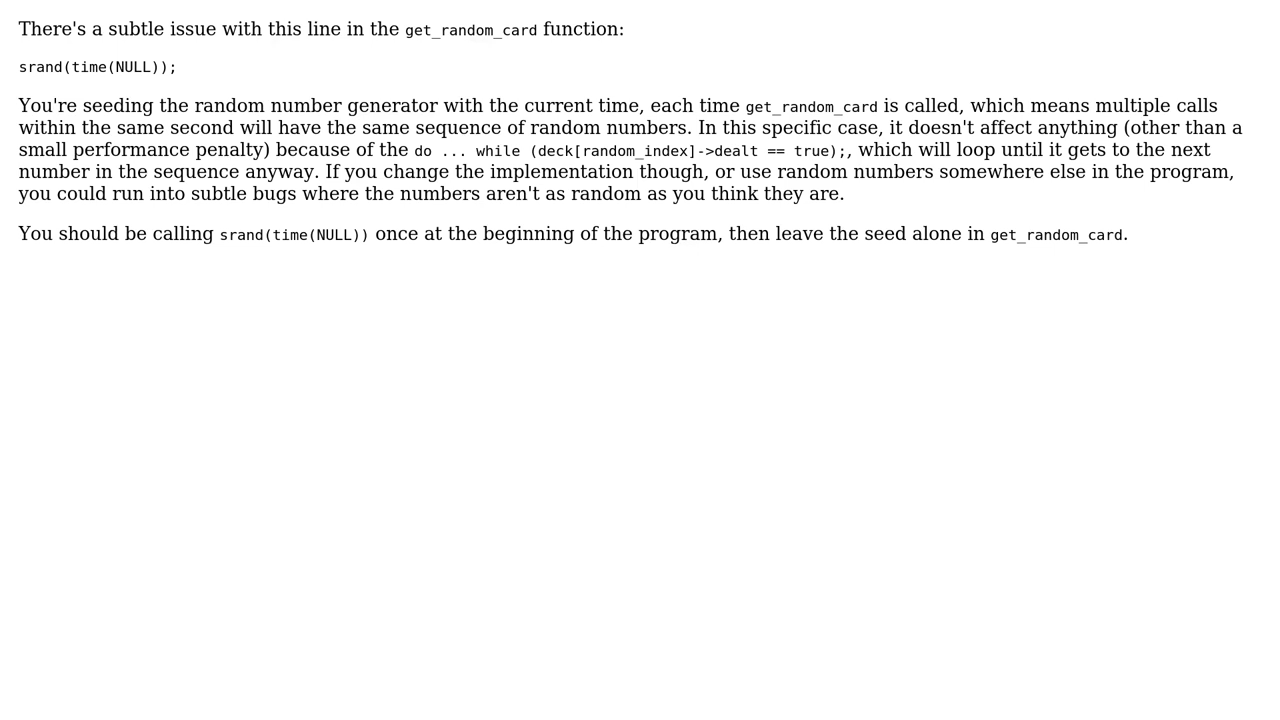 There's a subtle issue with this line in the get_random_card function:
srand(time(NULL));
You're seeding the random number generator with the current time, each time get_random_card is called, which means multiple calls
within the same second will have the same sequence of random numbers. In this specific case, it doesn't affect anything (other than a
small performance penalty) because of the do ... while (deck[random_index]->dealt == true);, which will loop until it gets to the next
number in the sequence anyway. If you change the implementation though, or use random numbers somewhere else in the program,
you could run into subtle bugs where the numbers aren't as random as you think they are.
You should be calling srand(time(NULL)) once at the beginning of the program, then leave the seed alone in get_random_card.